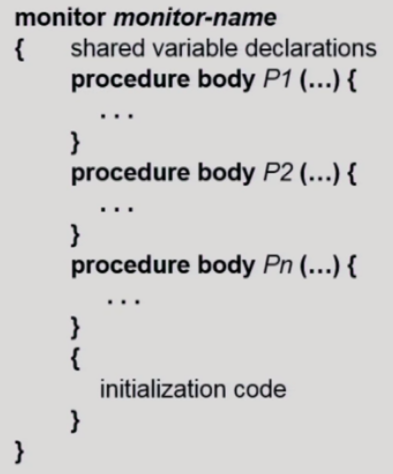 monitor monitor-name
{ shared variable declarations
procedure body P1 (...) {
...
}
procedure body P2 (...) {
...
}
procedure body Pn (...) {
...
}
{
initialization code
}
}